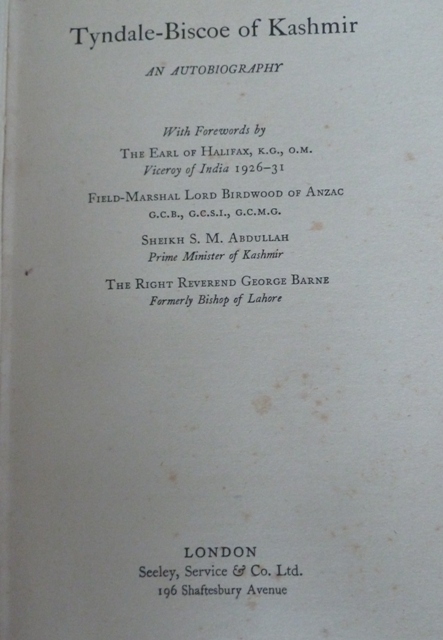 Tyndale-Biscoe of Kashmir
AN AUTOBIOGRAPHY
With Forewords by
THE EARL OF HALIFAX, K.G., O.M.
Viceroy of India 1926–31
FIELD-MARSHAL LORD BIRDWOOD OF ANZAC
G.C.B., G.C.S.I., G.C.M.G.
SHEIKH S. M. ABDULLAH
Prime Minister of Kashmir
THE RIGHT REVEREND GEORGE BARNE
Formerly Bishop of Lahore
LONDON
Seeley, Service & Co. Ltd.
196 Shaftesbury Avenue